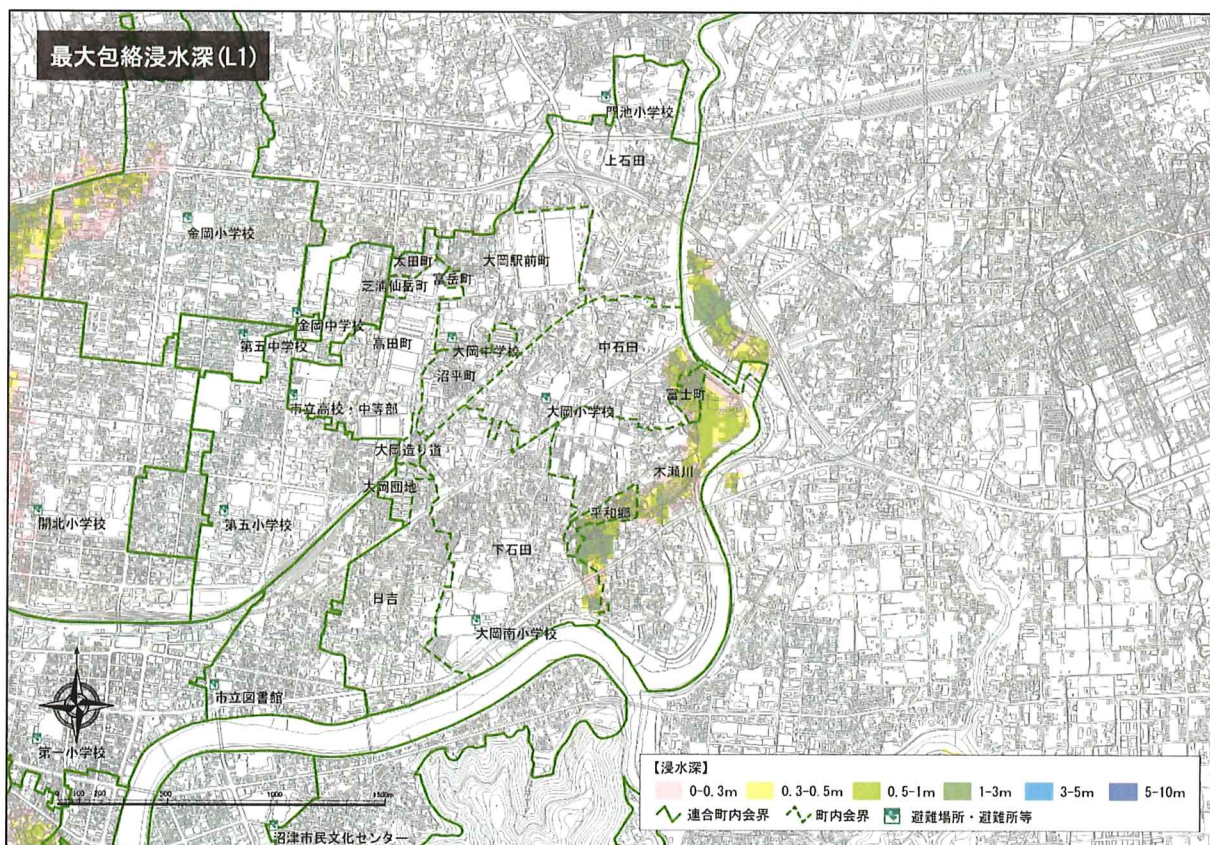 最大包絡浸水深(L1)
門池小学校
上石田
金岡小学校
太田町
大岡駅前町
芝浦仙岳町
富岳町
金岡中学校
第五中学校
高田町
大岡中学校
中石田
沼平町
市立高校・中等部
大岡小学校
富士町
大岡造り道
木瀬川
大岡団地
開北小学校
第五小学校
平和郷
下石田
日吉
大岡南小学校
市立図書館
第一小学校
0 100 200 500 1000 1500m
沼津市民文化センター
【浸水深】
0-0.3m 0.3-0.5m 0.5-1m 1-3m 3-5m 5-10m
連合町内会界 町内会界 避難場所・避難所等